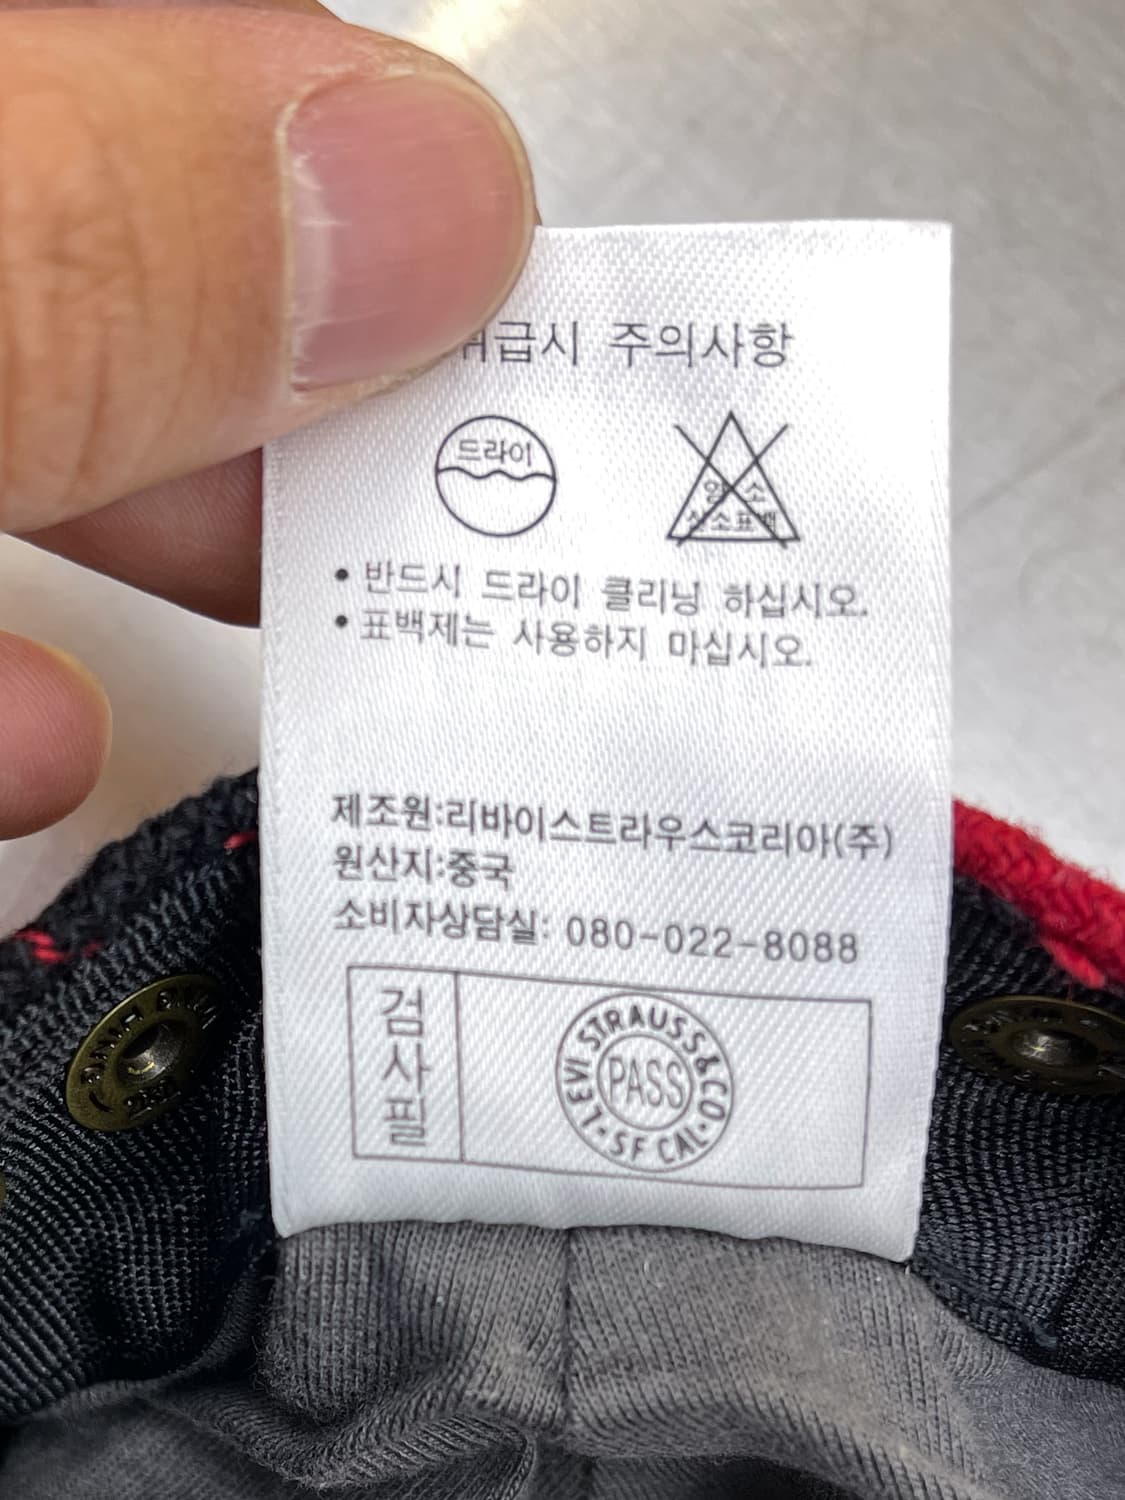 취급시 주의사항
드라이
염소
산소표백
• 반드시 드라이 클리닝 하십시오.
• 표백제는 사용하지 마십시오.
제조원:리바이스트라우스코리아(주)
원산지:중국
소비자상담실: 080-022-8088
검사필
LEVI STRAUSS & CO
PASS
SF CAL